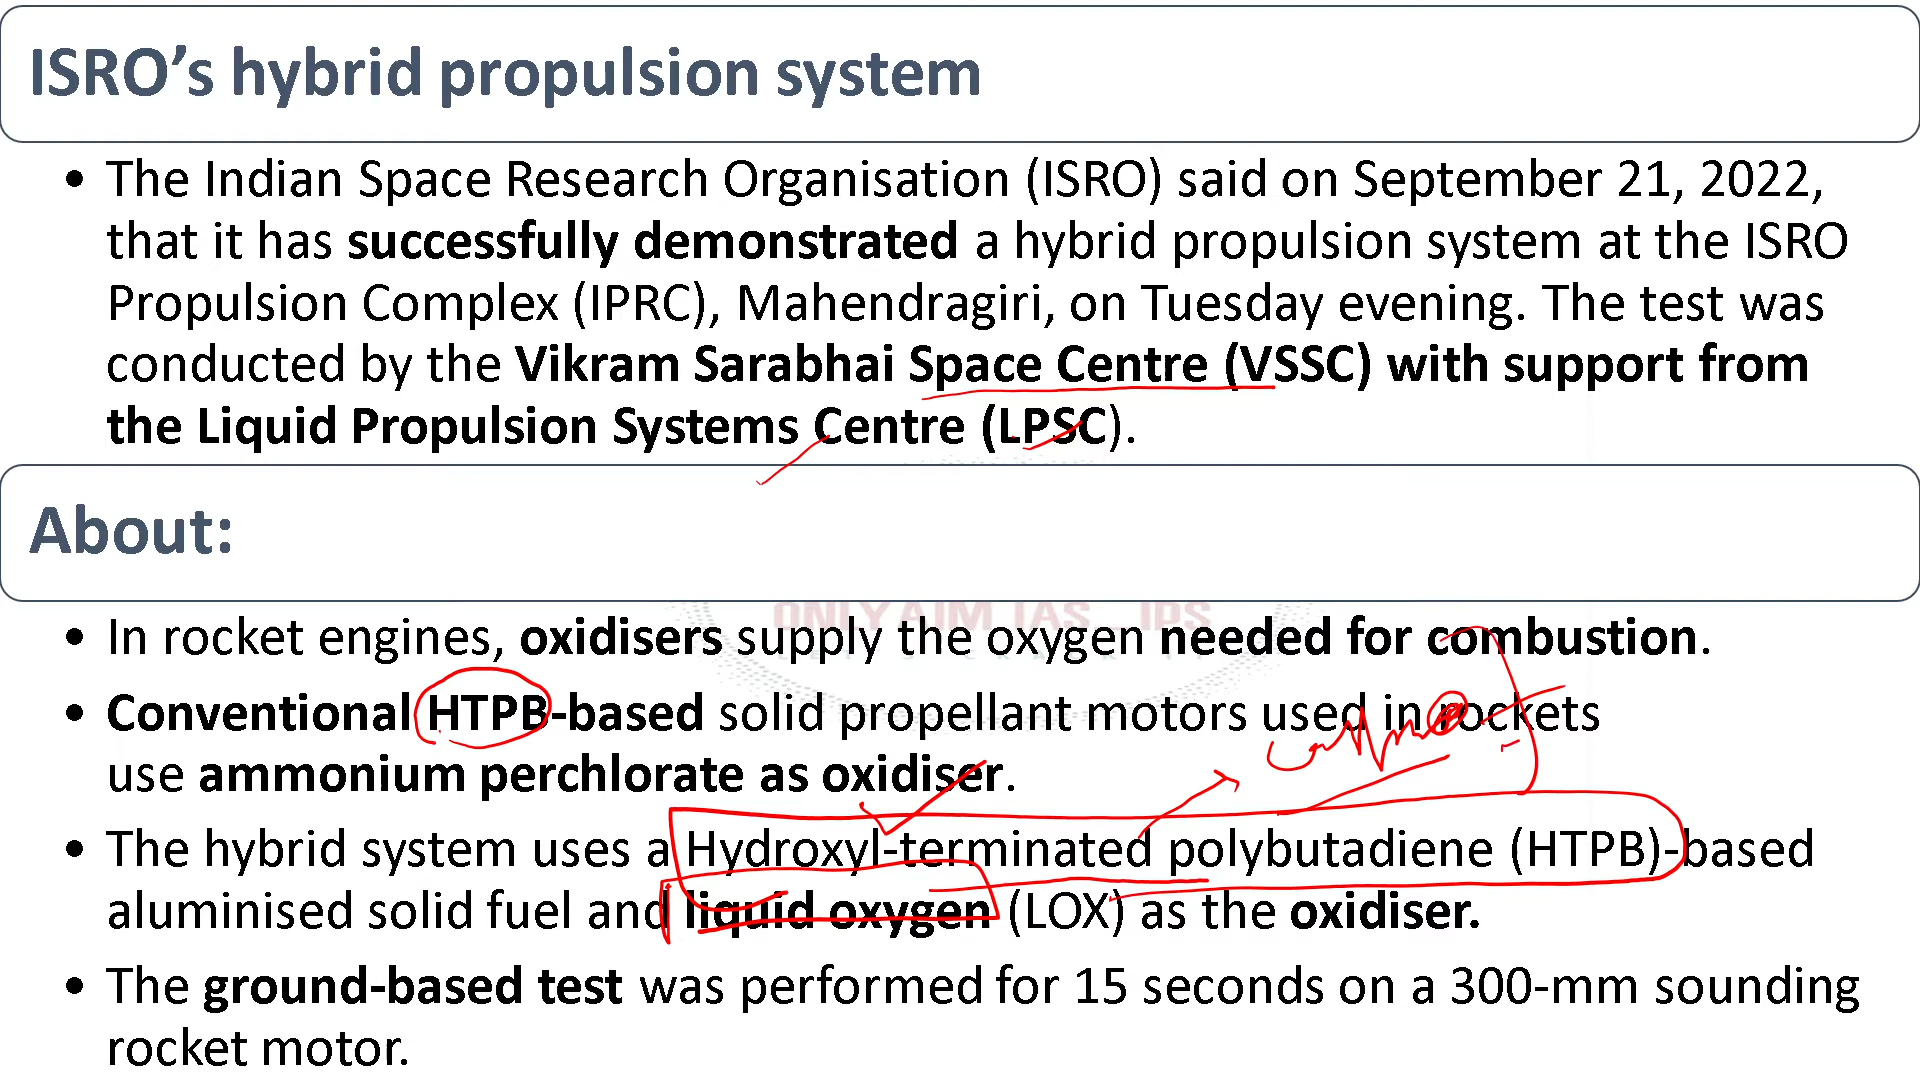 ISRO’s hybrid propulsion system
• The Indian Space Research Organisation (ISRO) said on September 21, 2022,
that it has successfully demonstrated a hybrid propulsion system at the ISRO
Propulsion Complex (IPRC), Mahendragiri, on Tuesday evening. The test was
conducted by the Vikram Sarabhai Space Centre (VSSC) with support from
the Liquid Propulsion Systems Centre (LPSC).
About:
ONLY AIM IAS _ IPS
• In rocket engines, oxidisers supply the oxygen needed for combustion.
• Conventional HTPB-based solid propellant motors used in rockets
use ammonium perchlorate as oxidiser.
• The hybrid system uses a Hydroxyl-terminated polybutadiene (HTPB)-based
aluminised solid fuel and liquid oxygen (LOX) as the oxidiser.
• The ground-based test was performed for 15 seconds on a 300-mm sounding
rocket motor.